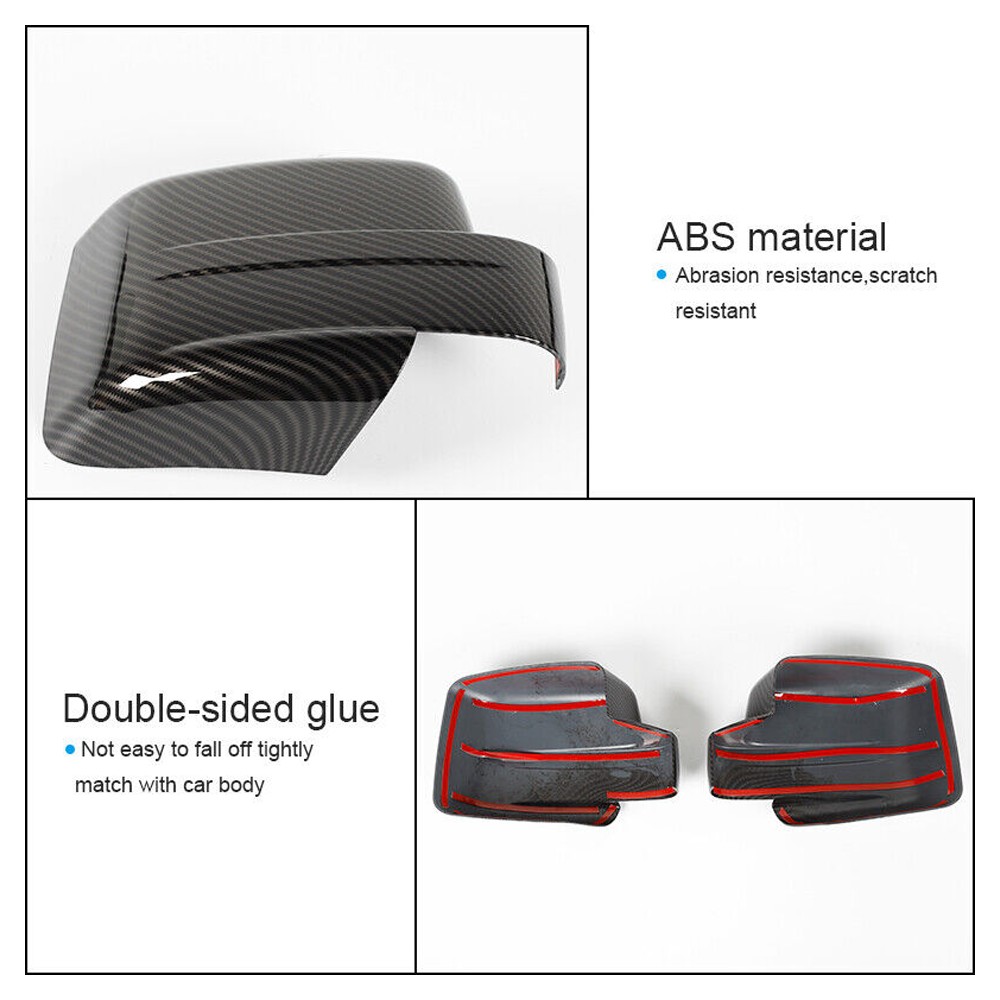 ABS material
Abrasion resistance,scratch
resistant
Double-sided glue
Not easy to fall off tightly
match with car body